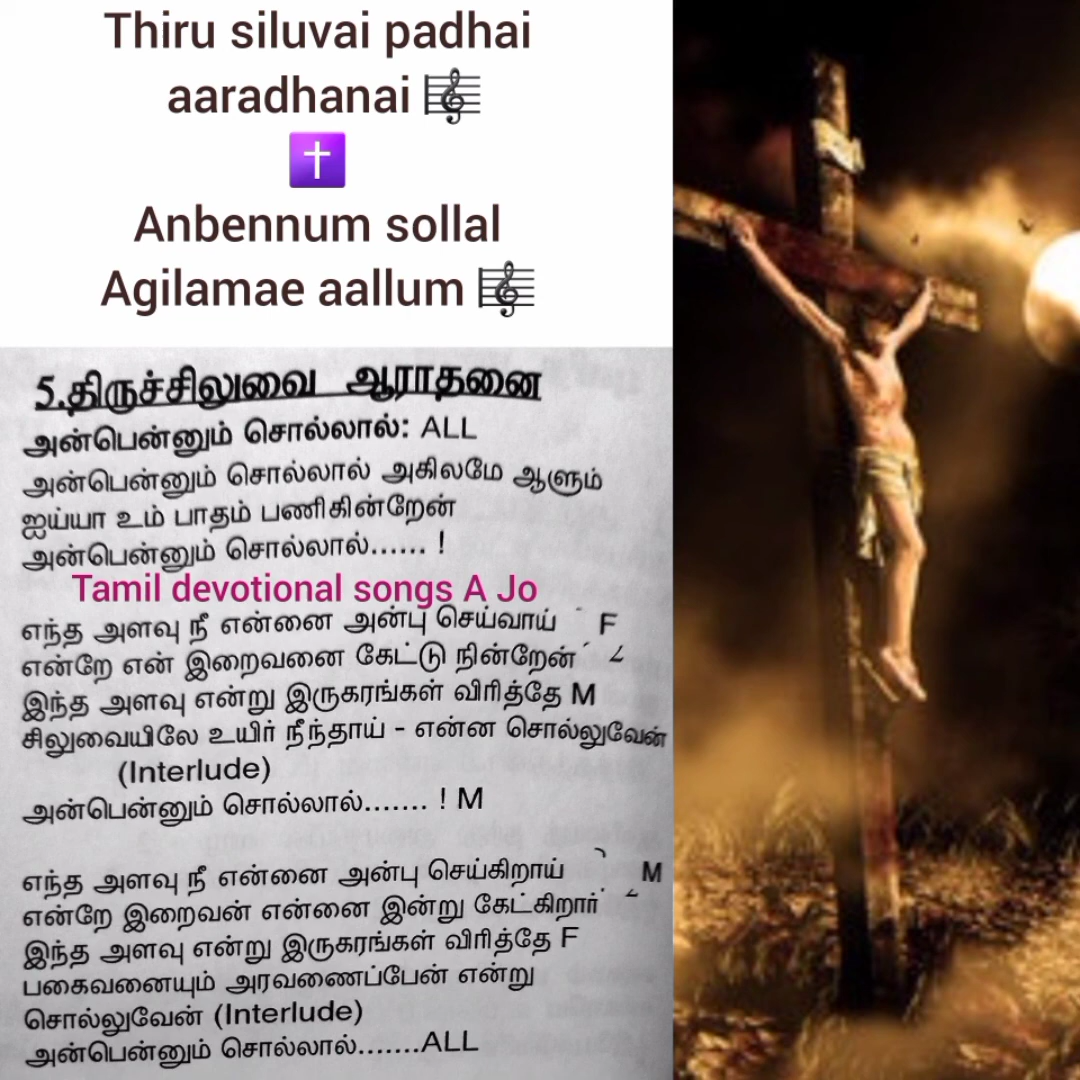 Thiru siluvai padhai
aaradhanai 🎼
✝️
Anbennum sollal
Agilamae aallum 🎼
5.திருச்சிலுவை ஆராதனை
அன்பென்னும் சொல்லால்: ALL
அன்பென்னும் சொல்லால் அகிலமே ஆளும்
ஐய்யா உம் பாதம் பணிகின்றேன்
அன்பென்னும் சொல்லால்...... !
Tamil devotional songs A Jo
எந்த அளவு நீ என்னை அன்பு செய்வாய் F
என்றே என் இறைவனை கேட்டு நின்றேன் 2
இந்த அளவு என்று இருகரங்கள் விரித்தே M
சிலுவையிலே உயிர் நீந்தாய் - என்ன சொல்லுவேன்
(Interlude)
அன்பென்னும் சொல்லால்....... ! M
எந்த அளவு நீ என்னை அன்பு செய்கிறாய் M
என்றே இறைவன் என்னை இன்று கேட்கிறார் 2
இந்த அளவு என்று இருகரங்கள் விரித்தே F
பகைவனையும் அரவணைப்பேன் என்று
சொல்லுவேன் (Interlude)
அன்பென்னும் சொல்லால்.......ALL